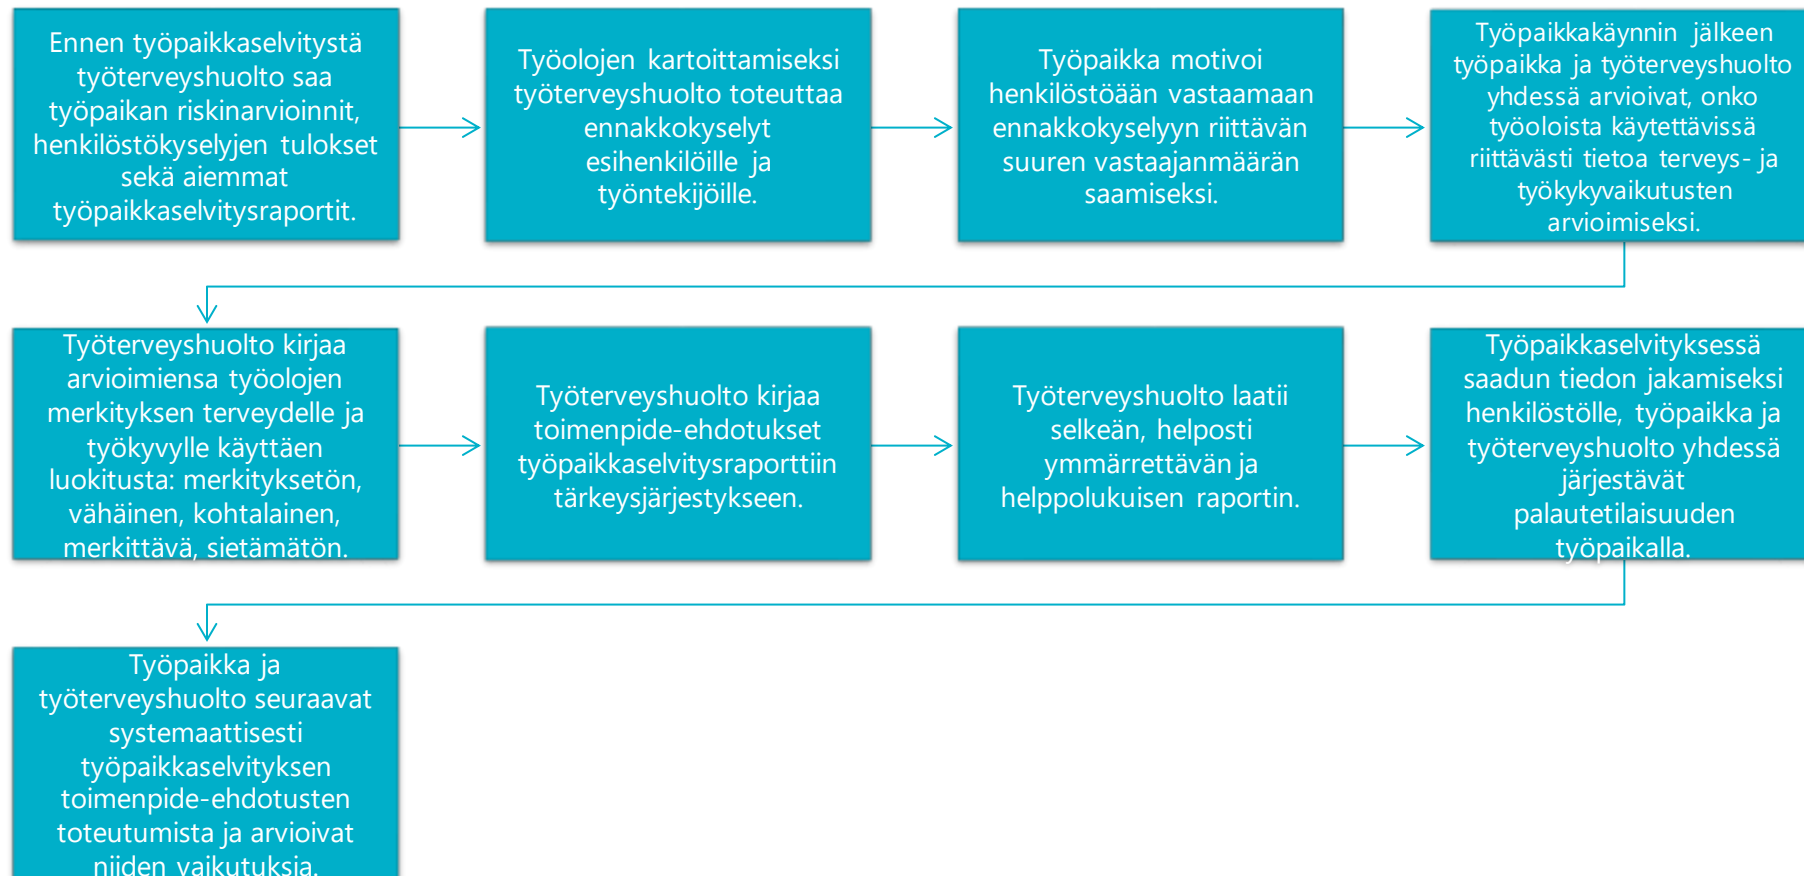 Ennen työpaikkaselvitystä
työterveyshuolto saa
työpaikan riskinarvioinnit,
henkilöstökyselyjen tulokset
sekä aiemmat
työpaikkaselvitysraportit.
Työolojen kartoittamiseksi
työterveyshuolto toteuttaa
ennakkokyselyt
esihenkilöille ja
työntekijöille.
Työpaikka motivoi
henkilöstöään vastaamaan
ennakkokyselyyn riittävän
suuren vastaajanmäärän
saamiseksi.
Työpaikkakäynnin jälkeen
työpaikka ja työterveyshuolto
yhdessä arvioivat, onko
työoloista käytettävissä
riittävästi tietoa terveys- ja
työkykyvaikutusten
arvioimiseksi.
Työterveyshuolto kirjaa
arvioimiensa työolojen
merkityksen terveydelle ja
työkyvylle käyttäen
luokitusta: merkityksetön,
vähäinen, kohtalainen,
merkittävä, sietämätön.
Työterveyshuolto kirjaa
toimenpide-ehdotukset
työpaikkaselvitysraporttiin
tärkeysjärjestykseen.
Työterveyshuolto laatii
selkeän, helposti
ymmärrettävän ja
helppolukuisen raportin.
Työpaikkaselvityksessä
saadun tiedon jakamiseksi
henkilöstölle, työpaikka ja
työterveyshuolto yhdessä
järjestävät
palautetilaisuuden
työpaikalla.
Työpaikka ja
työterveyshuolto seuraavat
systemaattisesti
työpaikkaselvityksen
toimenpide-ehdotusten
toteutumista ja arvioivat
niiden vaikutuksia.